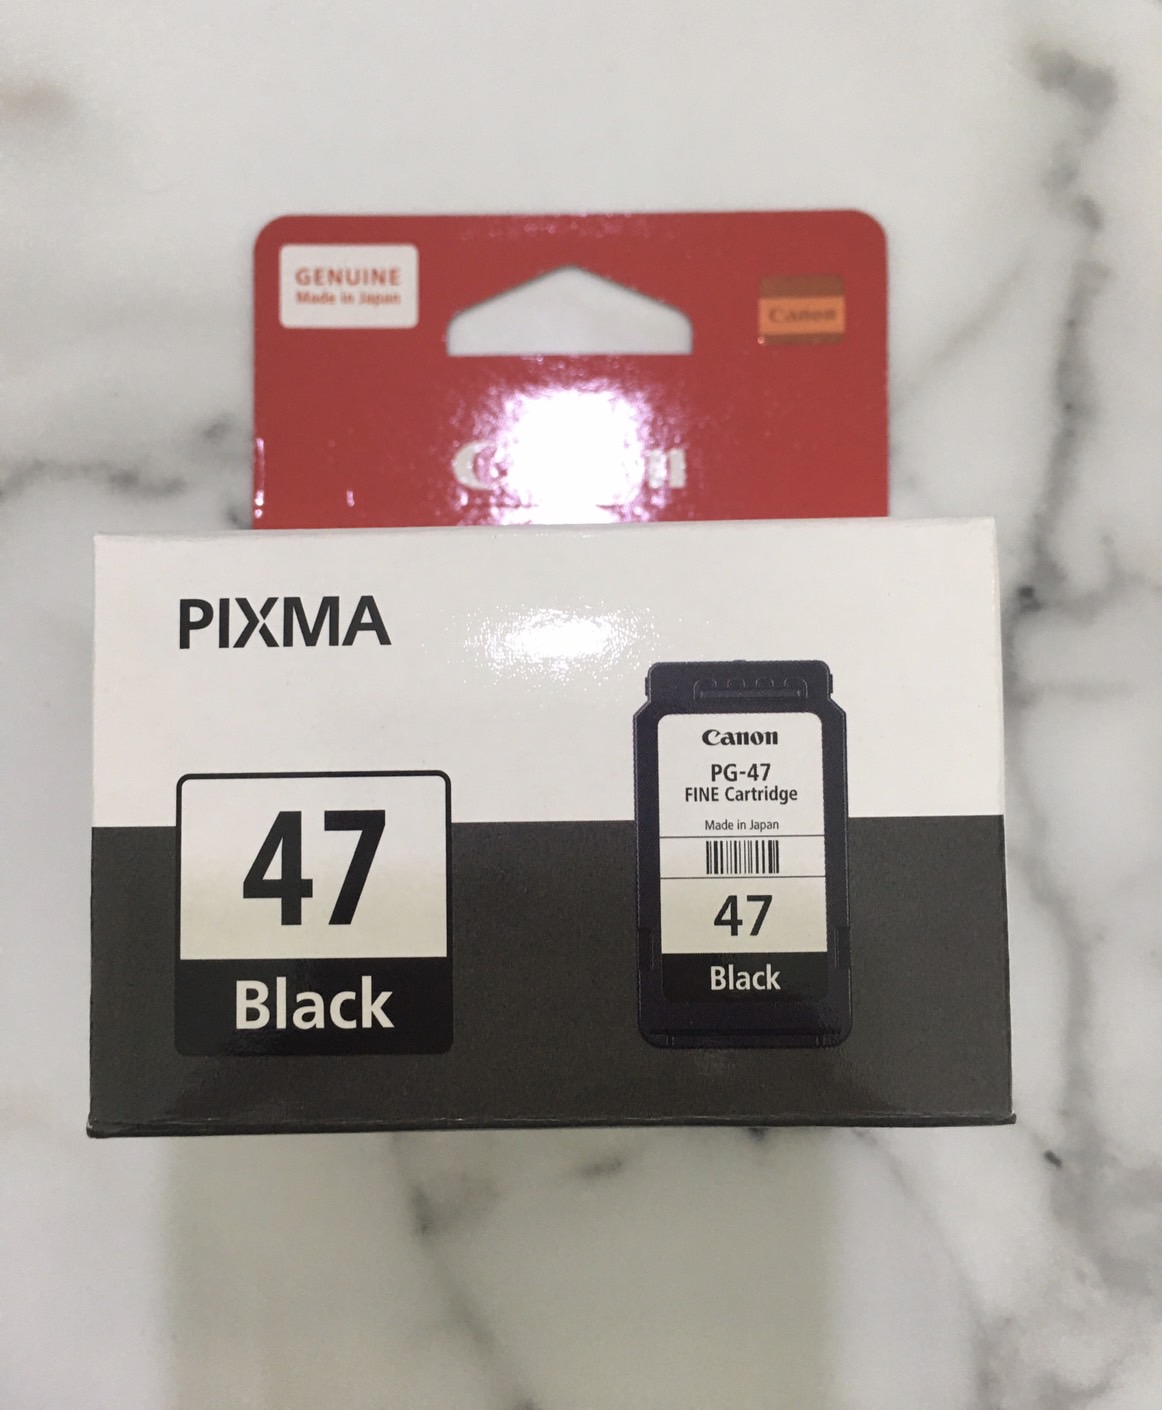 GENUINE
Made in Japan
Canon
PIXMA
47
Black
Canon
PG-47
FINE Cartridge
Made in Japan
47
Black